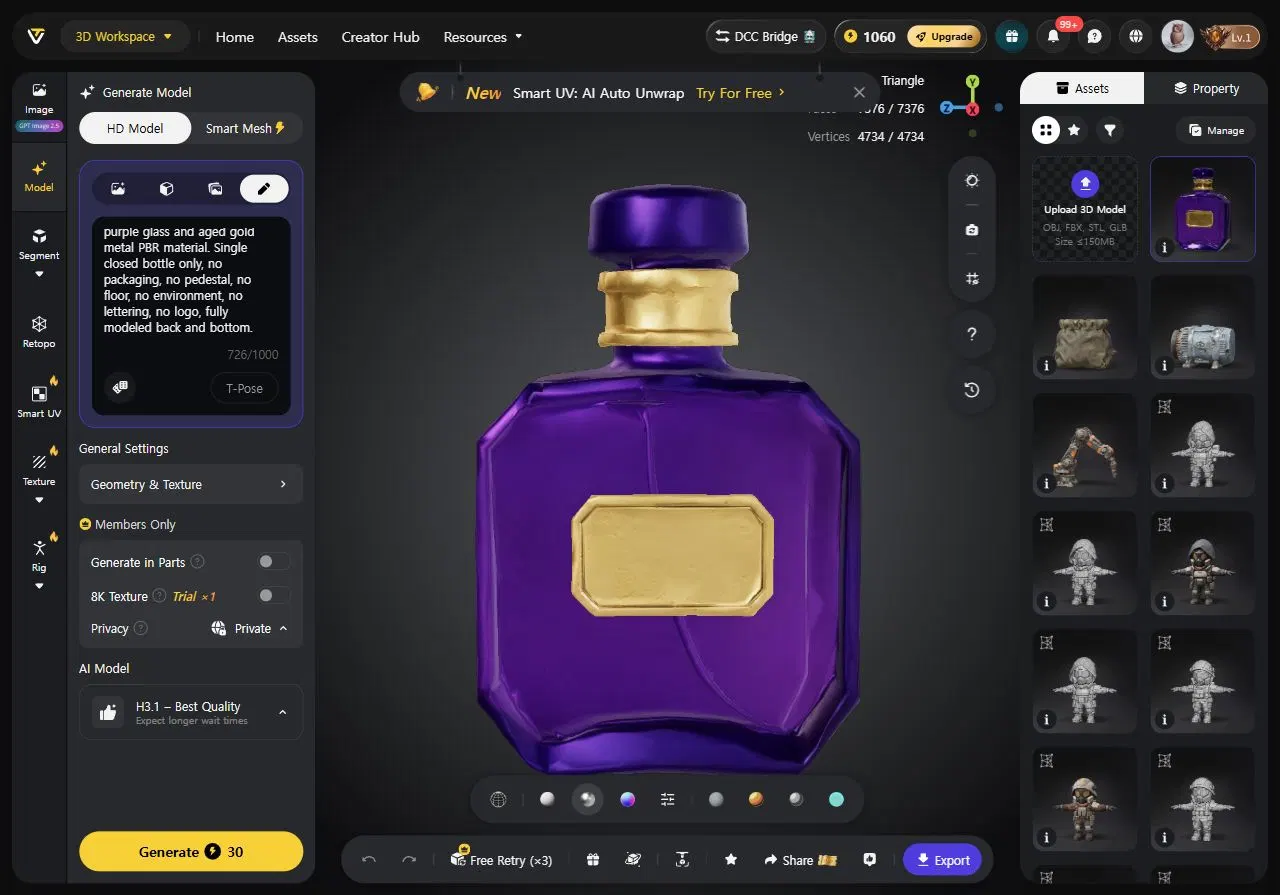 3D Workspace
Home
Assets
Creator Hub
Resources
DCC Bridge
1060
Upgrade
99+
Lv.1
Image
GPT Image 2.5
Model
Segment
Retopo
Smart UV
Texture
Rig
Generate Model
HD Model
Smart Mesh
purple glass and aged gold
metal PBR material. Single
closed bottle only, no
packaging, no pedestal, no
floor, no environment, no
lettering, no logo, fully
modeled back and bottom.
726/1000
T-Pose
General Settings
Geometry & Texture
Members Only
Generate in Parts
8K Texture Trial ×1
Privacy
Private
AI Model
H3.1 – Best Quality
Expect longer wait times
Generate 30
New Smart UV: AI Auto Unwrap Try For Free
Triangle
7376 / 7376
Vertices 4734 / 4734
Y
Z
X
?
Free Retry (×3)
Share
Export
Assets
Property
Manage
Upload 3D Model
OBJ, FBX, STL, GLB
Size ≤150MB